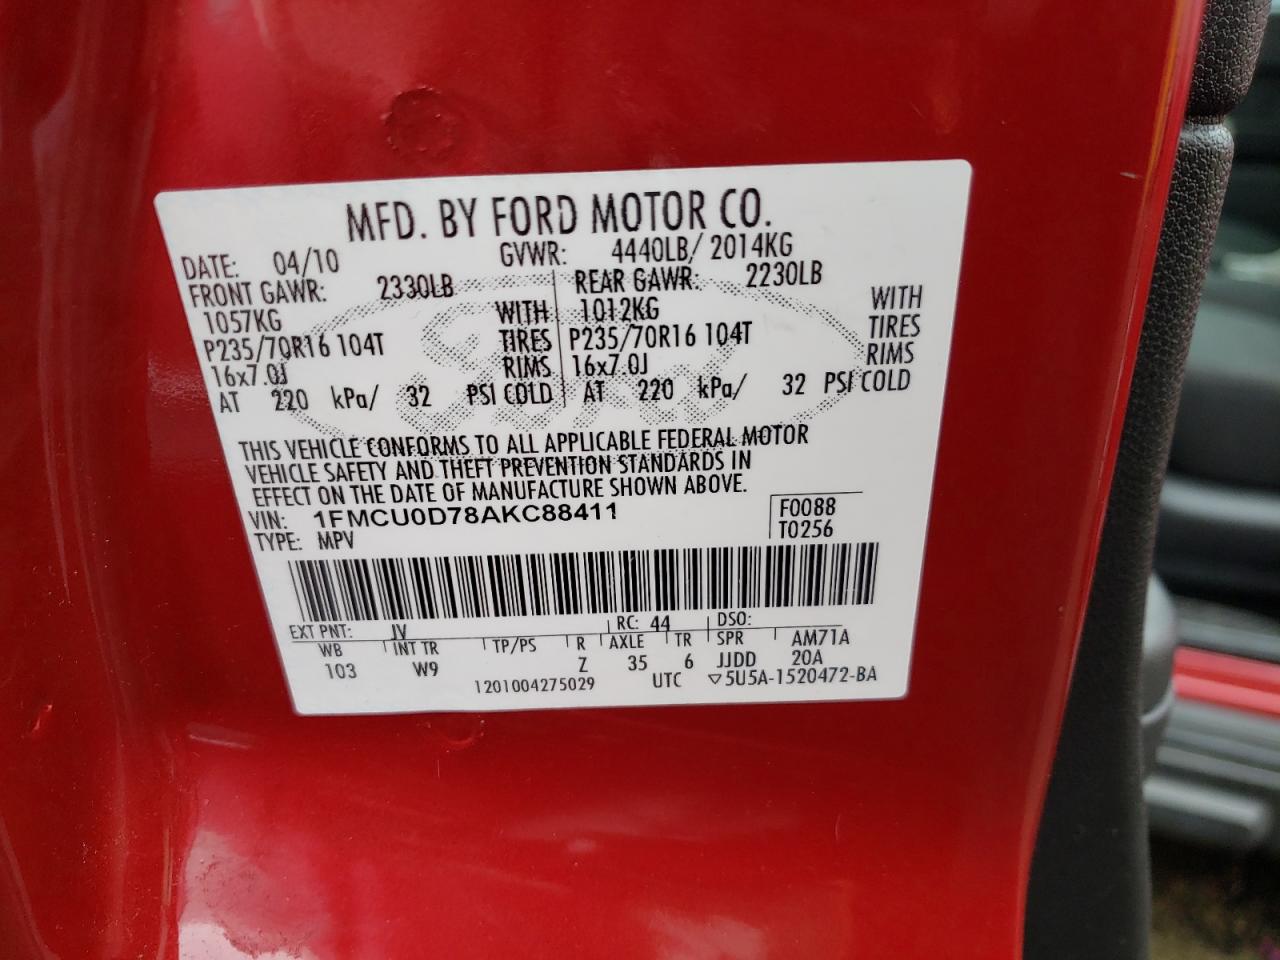 MFD. BY FORD MOTOR CO.
DATE: 04/10 GVWR: 4440LB/ 2014KG
FRONT GAWR: 2330LB REAR GAWR: 2230LB
1057KG WITH 1012KG WITH
P235/70R16 104T TIRES P235/70R16 104T TIRES
16x7.0J RIMS 16x7.0J RIMS
AT 220 kPa/ 32 PSI COLD AT 220 kPa/ 32 PSI COLD
THIS VEHICLE CONFORMS TO ALL APPLICABLE FEDERAL MOTOR
VEHICLE SAFETY AND THEFT PREVENTION STANDARDS IN
EFFECT ON THE DATE OF MANUFACTURE SHOWN ABOVE.
VIN: 1FMCU0D78AKC88411 F0088
TYPE: MPV T0256
EXT PNT: JV RC: 44 DSO:
WB INT TR TP/PS R AXLE TR SPR AM71A
103 W9 Z 35 6 JJDD 20A
1201004275029 UTC ▽5U5A-1520472-BA